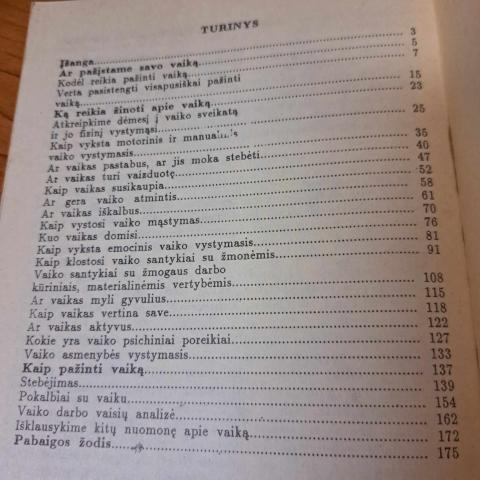 TURINYS
Įžanga 3
Ar pažįstame savo vaiką 5
Kodėl reikia pažinti vaiką 7
Verta pasistengti visapusiškai pažinti
vaiką 15
Ką reikia žinoti apie vaiką 23
Atkreipkime dėmesį į vaiko sveikatą
ir jo fizinį vystymąsi 25
Kaip vyksta motorinis ir manualinis
vaiko vystymasis 35
Ar vaikas pastabus, ar jis moka stebėti 40
Ar vaikas turi vaizduotę 47
Kaip vaikas susikaupia 52
Ar gera vaiko atmintis 58
Ar vaikas iškalbus 61
Kaip vystosi vaiko mąstymas 70
Kuo vaikas domisi 76
Kaip vyksta emocinis vaiko vystymasis 81
Kaip klostosi vaiko santykiai su žmonėmis 91
Vaiko santykiai su žmogaus darbo
kūriniais, materialinėmis vertybėmis 108
Ar vaikas myli gyvulius 115
Kaip vaikas vertina save 118
Ar vaikas aktyvus 122
Kokie yra vaiko psichiniai poreikiai 127
Vaiko asmenybės vystymasis 133
Kaip pažinti vaiką 137
Stebėjimas 139
Pokalbiai su vaiku 154
Vaiko darbo vaisių analizė 162
Išklausykime kitų nuomonę apie vaiką 172
Pabaigos žodis 175